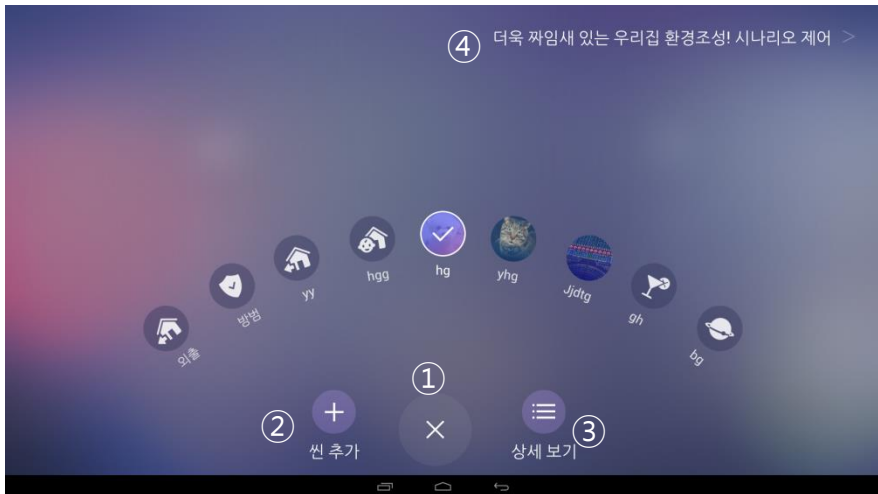 ④ 더욱 짜임새 있는 우리집 환경조성! 시나리오 제어 >
외출
방범
yy
hgg
hg
yhg
Jjdtg
gh
bg
①
② 씬 추가
상세 보기 ③